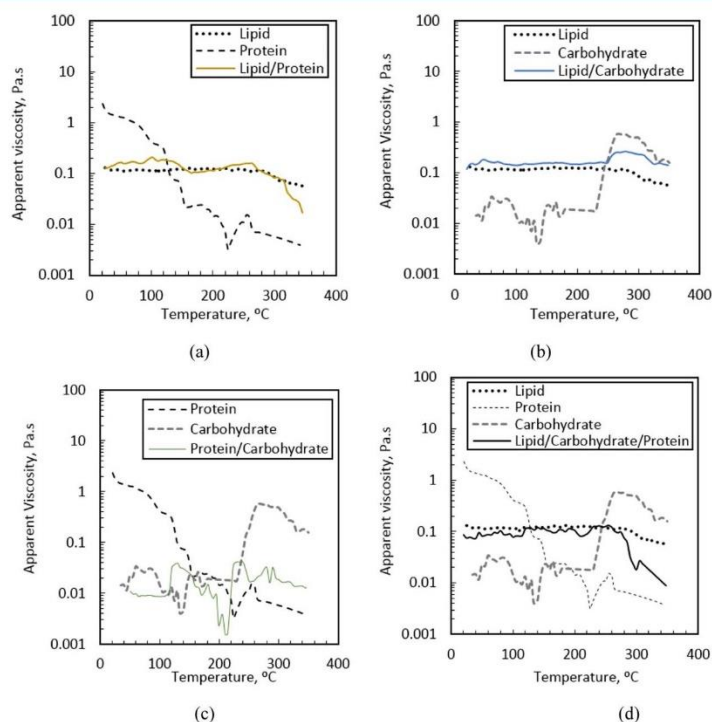 100
10
1
0.1
0.01
0.001
0
100
200
300
400
Apparent Viscosity, Pa.s
Temperature, ºC
Lipid
Protein
Lipid/Protein
(a)
100
10
1
0.1
0.01
0.001
0
100
200
300
400
Apparent Viscosity, Pa.s
Temperature, ºC
Lipid
Carbohydrate
Lipid/Carbohydrate
(b)
100
10
1
0.1
0.01
0.001
0
100
200
300
400
Apparent Viscosity, Pa.s
Temperature, ºC
Protein
Carbohydrate
Protein/Carbohydrate
(c)
100
10
1
0.1
0.01
0.001
0
100
200
300
400
Apparent Viscosity, Pa.s
Temperature, ºC
Lipid
Protein
Carbohydrate
Lipid/Carbohydrate/Protein
(d)